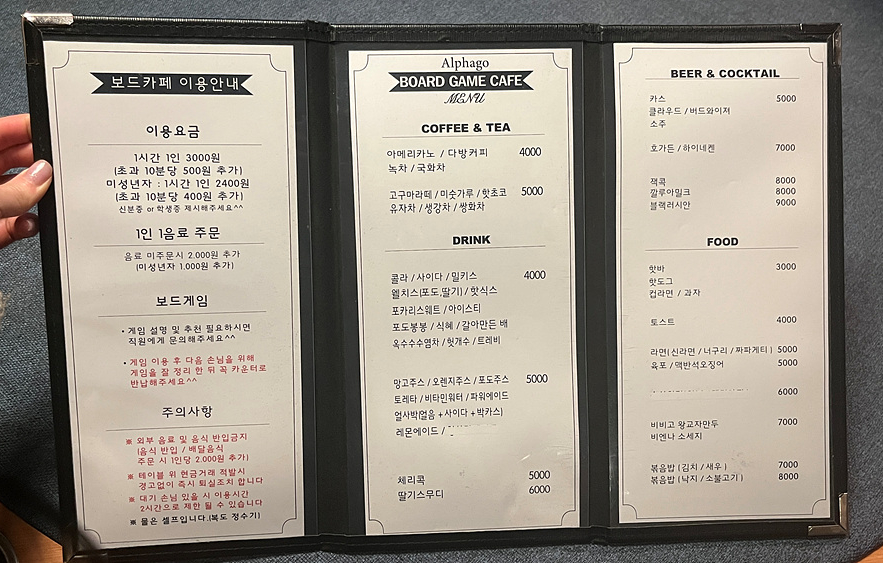 보드카페 이용안내
이용요금
1시간 1인 3000원
(초과 10분당 500원 추가)
미성년자 : 1시간 1인 2400원
(초과 10분당 400원 추가)
신분증 or 학생증 제시해주세요^^
1인 1음료 주문
음료 미주문시 2.000원 추가
(미성년자 1.000원 추가)
보드게임
• 게임 설명 및 추천 필요하시면
직원에게 문의해주세요^^
• 게임 이용 후 다음 손님을 위해
게임을 잘 정리 한 뒤 꼭 카운터로
반납해주세요^^
주의사항
※ 외부 음료 및 음식 반입금지
(음식 반입 / 배달음식
주문 시 1인당 2.000원 추가)
※ 테이블 위 현금거래 적발시
경고없이 즉시 퇴실조치 합니다
※ 대기 손님 있을 시 이용시간
2시간으로 제한 될 수 있습니다
※ 물은 셀프입니다.(복도 정수기)
Alphago
BOARD GAME CAFE
MENU
COFFEE & TEA
아메리카노 / 다방커피 4000
녹차 / 국화차
고구마라떼 / 미숫가루 / 핫초코 5000
유자차 / 생강차 / 쌍화차
DRINK
콜라 / 사이다 / 밀키스 4000
웰치스(포도,딸기) / 핫식스
포카리스웨트 / 아이스티
포도봉봉 / 식혜 / 갈아만든 배
옥수수수염차 / 헛개수 / 트레비
망고주스 / 오렌지주스 / 포도주스 5000
토레타 / 비타민워터 / 파워에이드
얼사박(얼음 + 사이다 + 박카스)
레몬에이드 /
체리콕 5000
딸기스무디 6000
BEER & COCKTAIL
카스 5000
클라우드 / 버드와이저
소주
호가든 / 하이네켄 7000
잭콕 8000
깔루아밀크 8000
블랙러시안 9000
FOOD
핫바 3000
핫도그
컵라면 / 과자
토스트 4000
라면(신라면 / 너구리 / 짜파게티) 5000
육포 / 맥반석오징어 5000
6000
비비고 왕교자만두 7000
비엔나 소세지
볶음밥 (김치 / 새우) 7000
볶음밥 (낙지 / 소불고기) 8000